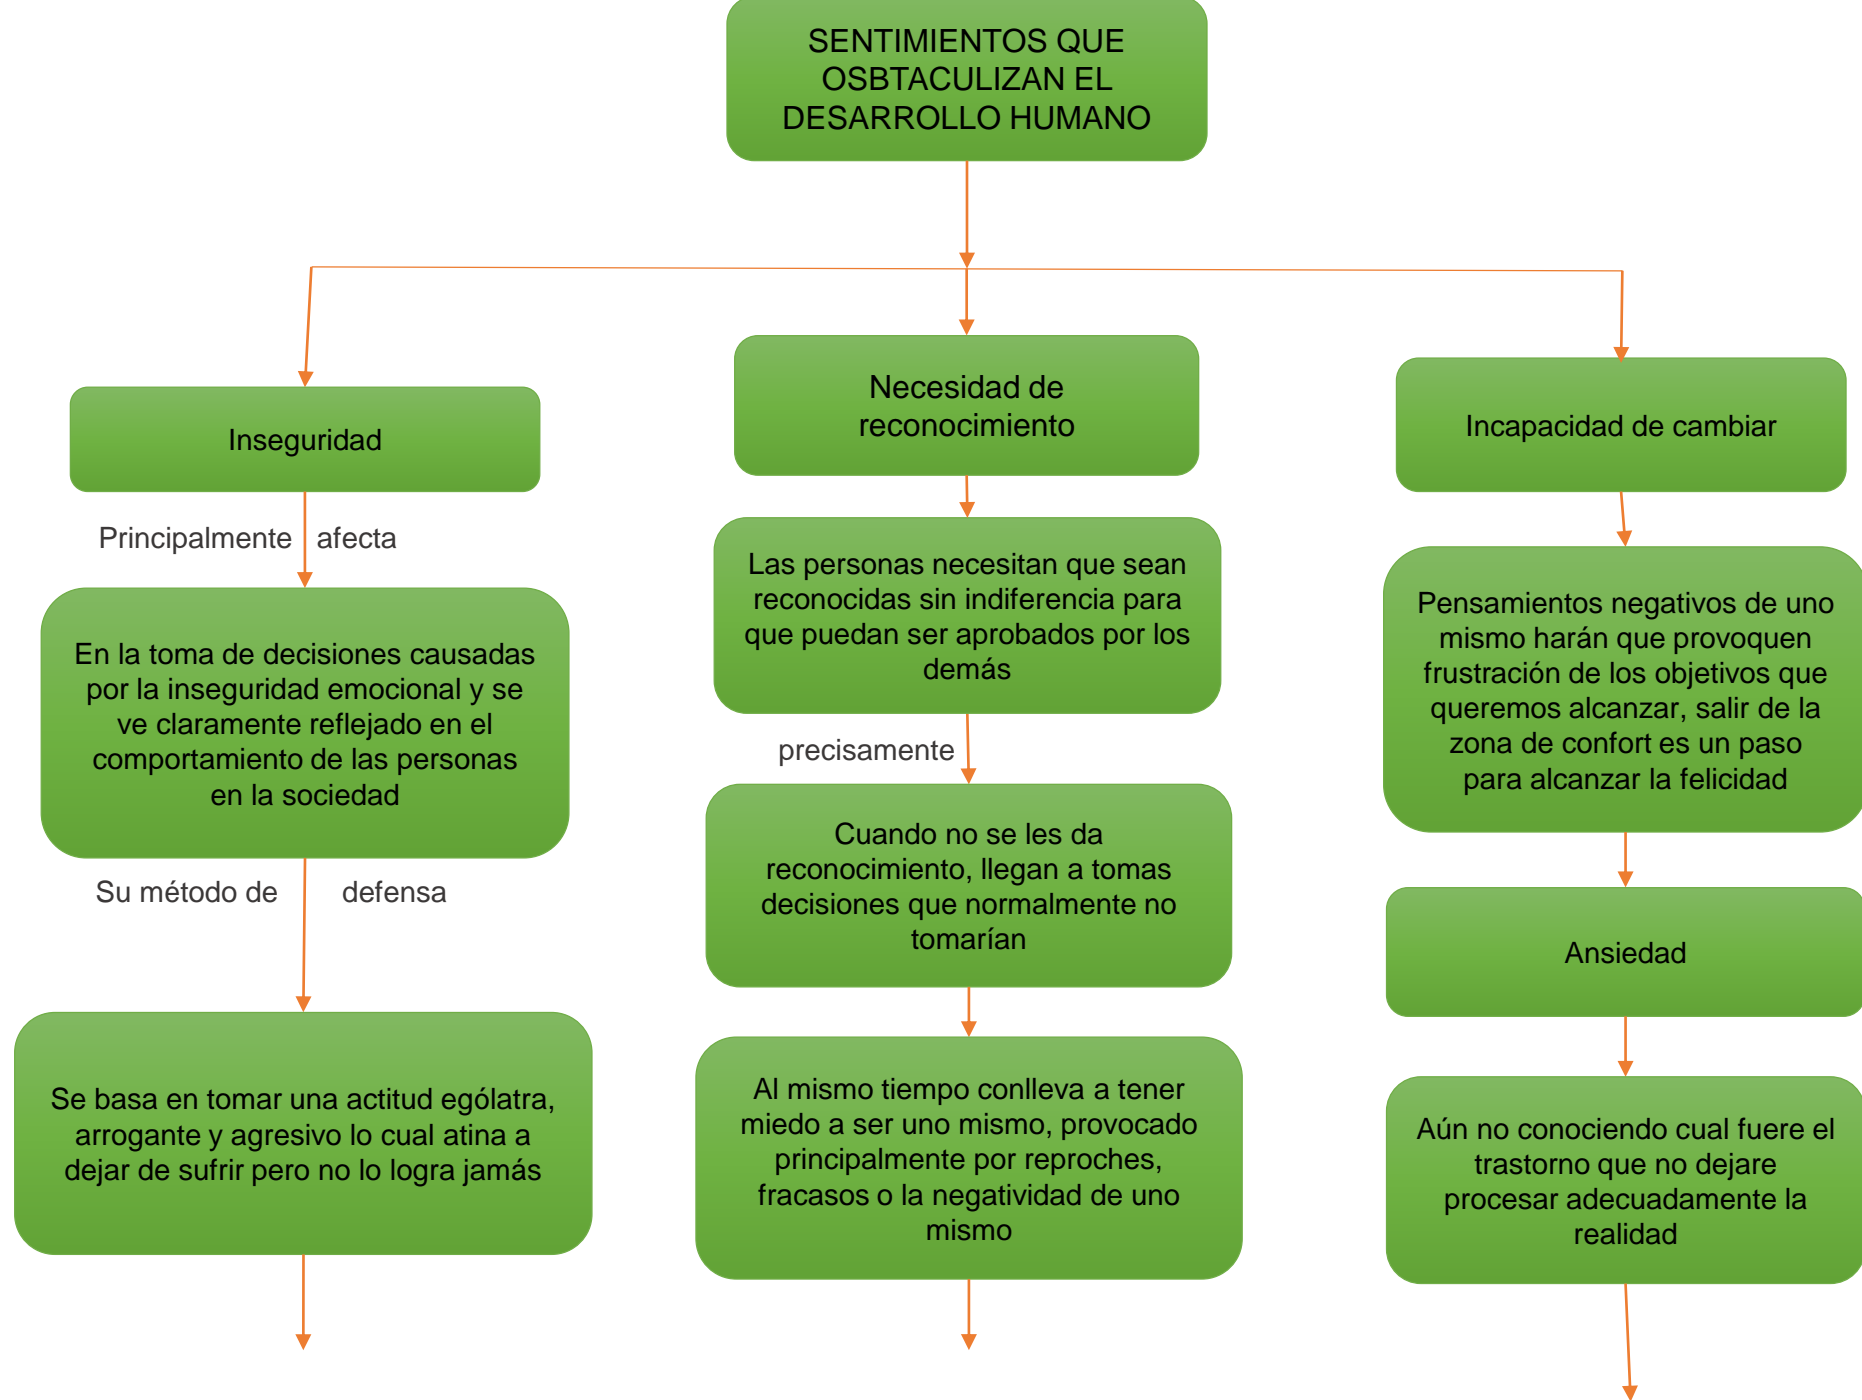 SENTIMIENTOS QUE
OSBTACULIZAN EL
DESARROLLO HUMANO
Inseguridad
Principalmente afecta
En la toma de decisiones causadas
por la inseguridad emocional y se
ve claramente reflejado en el
comportamiento de las personas
en la sociedad
Su método de defensa
Se basa en tomar una actitud ególatra,
arrogante y agresivo lo cual atina a
dejar de sufrir pero no lo logra jamás
Necesidad de
reconocimiento
Las personas necesitan que sean
reconocidas sin indiferencia para
que puedan ser aprobados por los
demás
precisamente
Cuando no se les da
reconocimiento, llegan a tomas
decisiones que normalmente no
tomarían
Al mismo tiempo conlleva a tener
miedo a ser uno mismo, provocado
principalmente por reproches,
fracasos o la negatividad de uno
mismo
Incapacidad de cambiar
Pensamientos negativos de uno
mismo harán que provoquen
frustración de los objetivos que
queremos alcanzar, salir de la
zona de confort es un paso
para alcanzar la felicidad
Ansiedad
Aún no conociendo cual fuere el
trastorno que no dejare
procesar adecuadamente la
realidad